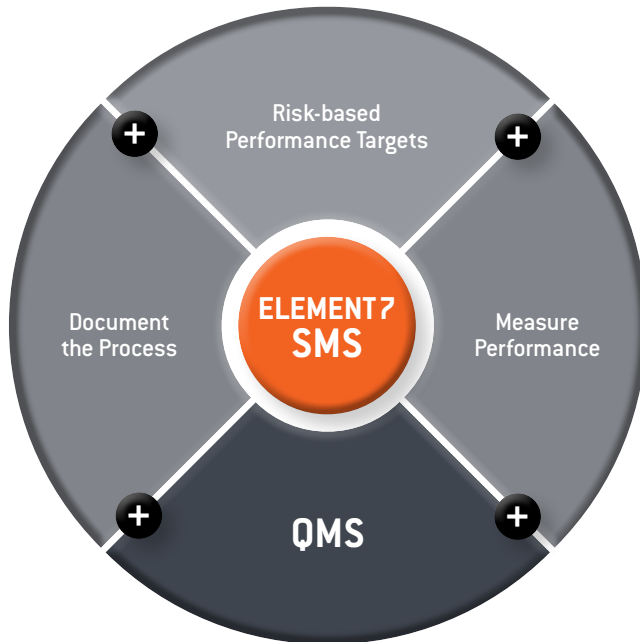 Risk-based
Performance Targets
ELEMENT7
SMS
Document
the Process
Measure
Performance
QMS
+
+
+
+